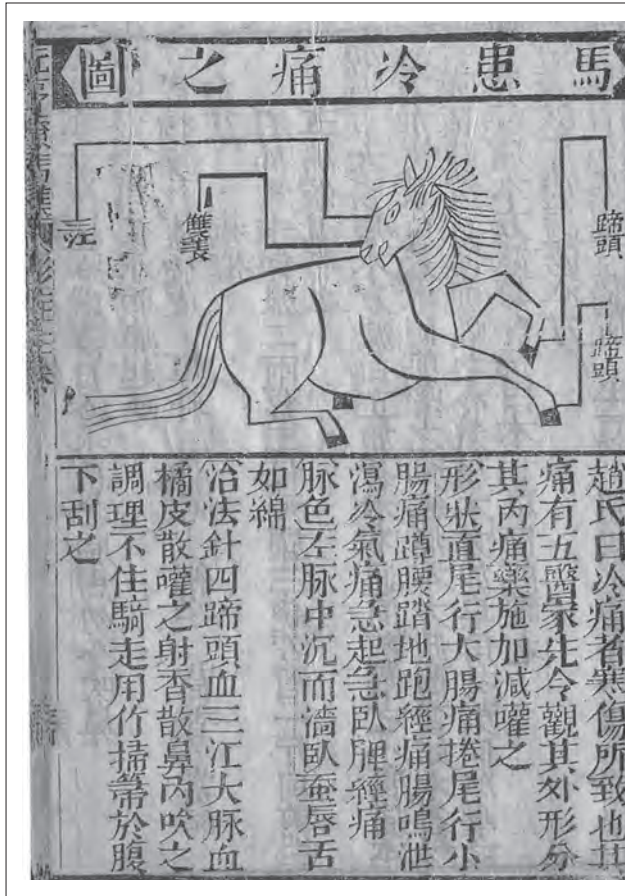 馬患冷痛之圖
蹄頭
蹄頭
雙
三江
趙氏曰冷痛者寒傷所致也其
痛有五醫家先令觀其外形分
其丙痛藥施加減灌之
形狀直尾行大腸痛捲尾行小
腸痛蹲腰踏地跑經痛腸鳴泄
瀉冷氣痛急起急臥脾經痛
脉色左脉中沉而濇臥蚕唇舌
如綿
治法針四蹄頭血三江大脉血
橘皮散嚾之射香散鼻内吹之
調理不住騎走用竹掃箒於腹
下刮之